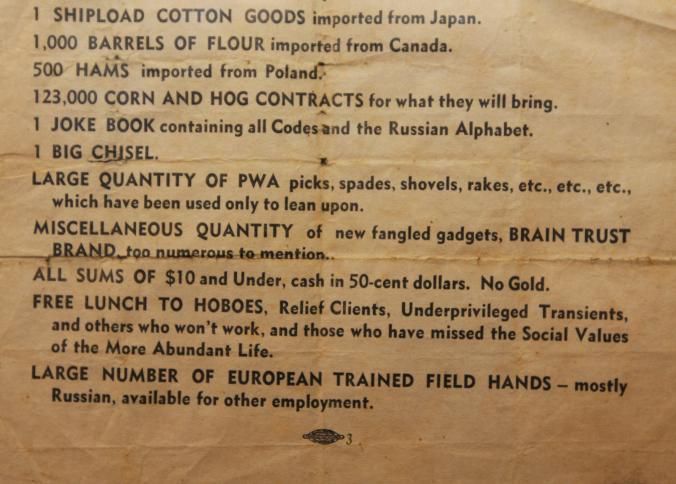 1 SHIPLOAD COTTON GOODS imported from Japan.
1,000 BARRELS OF FLOUR imported from Canada.
500 HAMS imported from Poland.
123,000 CORN AND HOG CONTRACTS for what they will bring.
1 JOKE BOOK containing all Codes and the Russian Alphabet.
1 BIG CHISEL.
LARGE QUANTITY OF PWA picks, spades, shovels, rakes, etc., etc., etc.,
which have been used only to lean upon.
MISCELLANEOUS QUANTITY of new fangled gadgets, BRAIN TRUST
BRAND, too numerous to mention.
ALL SUMS OF $10 and Under, cash in 50-cent dollars. No Gold.
FREE LUNCH TO HOBOES, Relief Clients, Underprivileged Transients,
and others who won't work, and those who have missed the Social Values
of the More Abundant Life.
LARGE NUMBER OF EUROPEAN TRAINED FIELD HANDS – mostly
Russian, available for other employment.
3